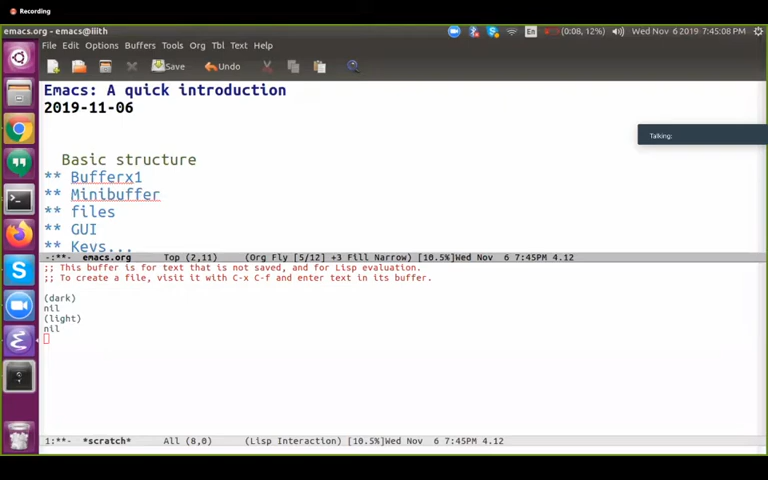 Recording
emacs.org - emacs@iiith
En (0:08, 12%) Wed Nov 6 2019 7:45:08 PM
File Edit Options Buffers Tools Org Tbl Text Help
Save Undo
Emacs: A quick introduction
2019-11-06
Talking:
Basic structure
** Bufferx1
** Minibuffer
** files
** GUI
** Keys...
-:**- emacs.org Top (2,11) (Org Fly [5/12] +3 Fill Narrow) [10.5%]Wed Nov 6 7:45PM 4.12
;; This buffer is for text that is not saved, and for Lisp evaluation.
;; To create a file, visit it with C-x C-f and enter text in its buffer.
(dark)
nil
(light)
nil
1:**- *scratch* All (8,0) (Lisp Interaction) [10.5%]Wed Nov 6 7:45PM 4.12